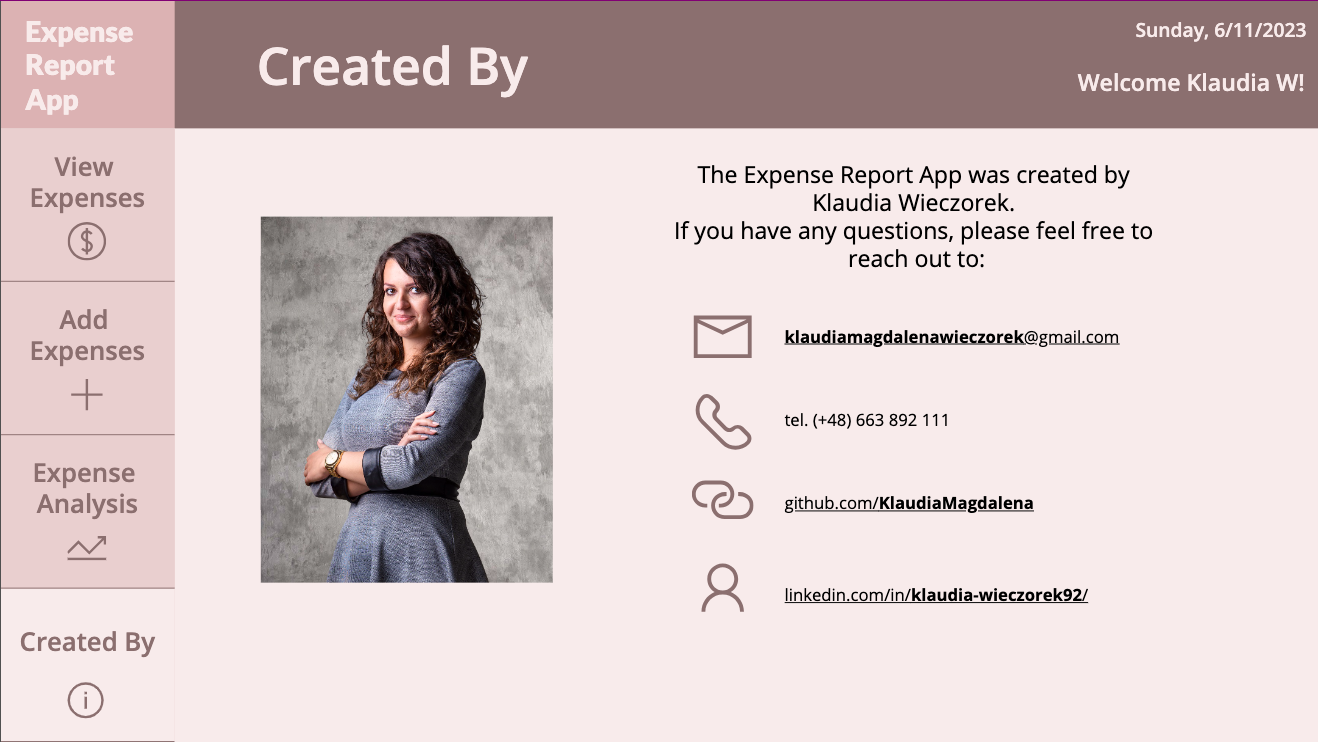 Expense
Report
App
Created By
Sunday, 6/11/2023
Welcome Klaudia W!
View
Expenses
$
Add
Expenses
Expense
Analysis
Created By
i
The Expense Report App was created by
Klaudia Wieczorek.
If you have any questions, please feel free to
reach out to:
klaudiamagdalenawieczorek@gmail.com
tel. (+48) 663 892 111
github.com/KlaudiaMagdalena
linkedin.com/in/klaudia-wieczorek92/